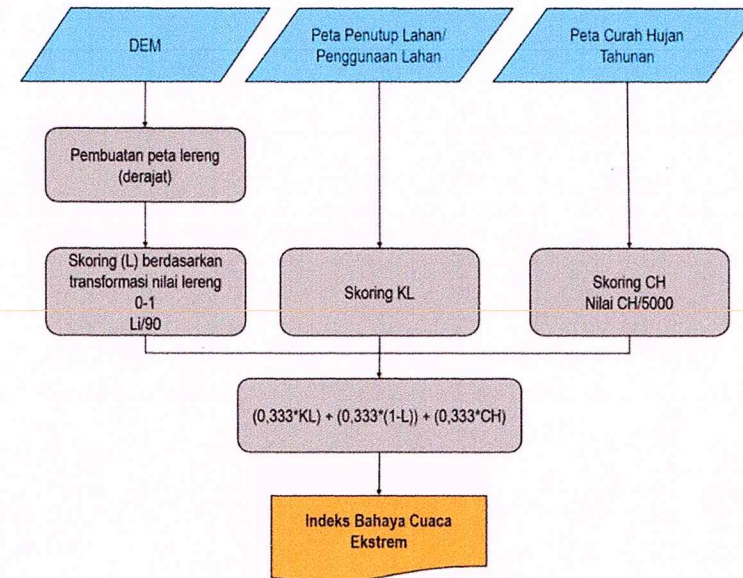 DEM
Peta Penutup Lahan/
Penggunaan Lahan
Peta Curah Hujan
Tahunan
Pembuatan peta lereng
(derajat)
Skoring (L) berdasarkan
transformasi nilai lereng
0-1
Li/90
Skoring KL
Skoring CH
Nilai CH/5000
(0,333*KL) + (0,333*(1-L)) + (0,333*CH)
Indeks Bahaya Cuaca
Ekstrem